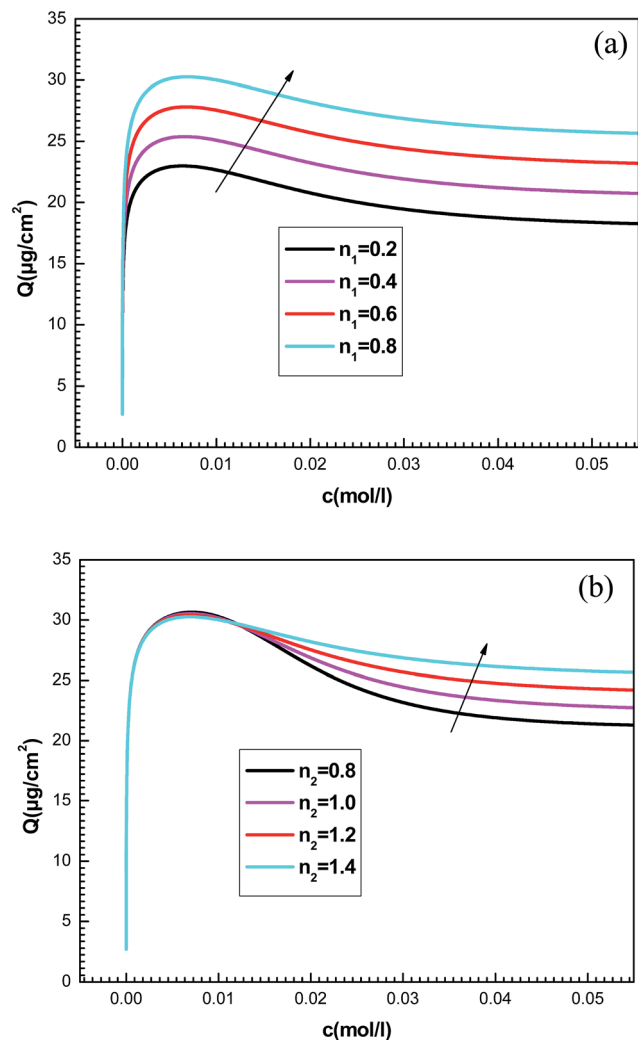 (a)
35
30
25
20
15
10
5
0
Q(µg/cm²)
n₁=0.2
n₁=0.4
n₁=0.6
n₁=0.8
0.00 0.01 0.02 0.03 0.04 0.05
c(mol/l)
(b)
35
30
25
20
15
10
5
0
Q(µg/cm²)
n₂=0.8
n₂=1.0
n₂=1.2
n₂=1.4
0.00 0.01 0.02 0.03 0.04 0.05
c(mol/l)